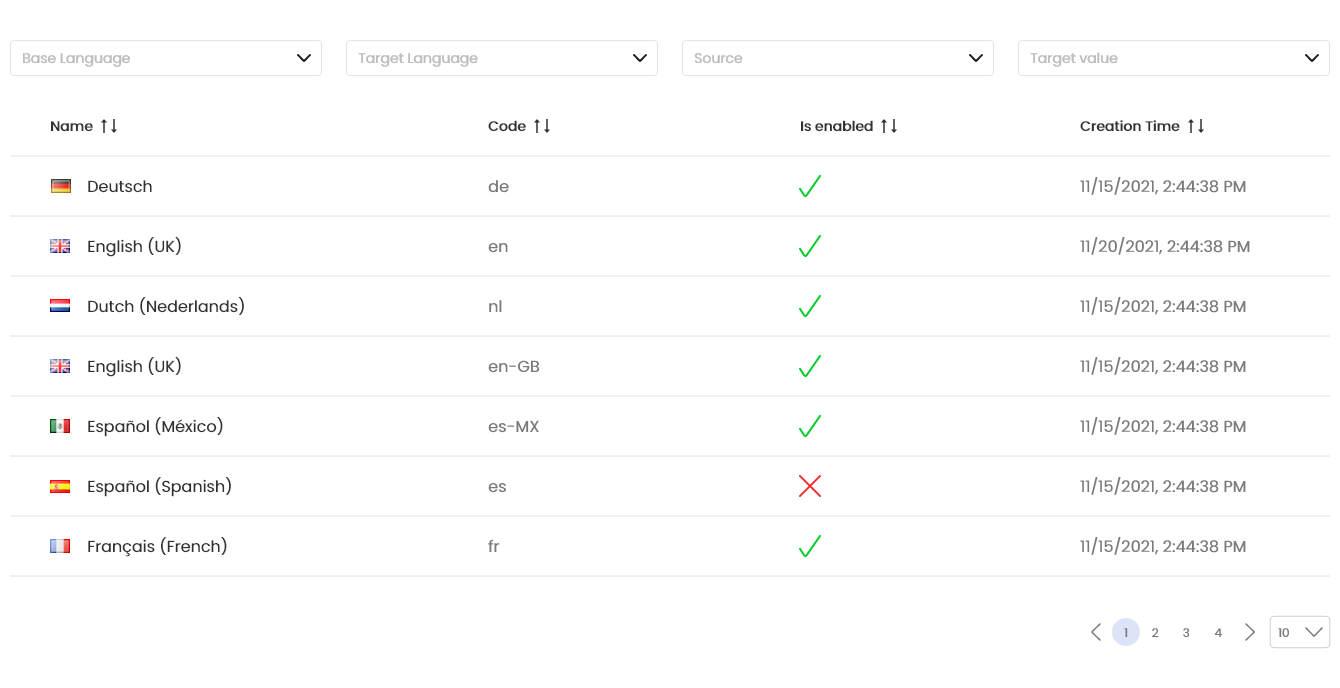 Base Language Target Language Source Target value
Name Code Is enabled Creation Time
Deutsch de 11/15/2021, 2:44:38 PM
English (UK) en 11/20/2021, 2:44:38 PM
Dutch (Nederlands) nl 11/15/2021, 2:44:38 PM
English (UK) en-GB 11/15/2021, 2:44:38 PM
Español (México) es-MX 11/15/2021, 2:44:38 PM
Español (Spanish) es 11/15/2021, 2:44:38 PM
Français (French) fr 11/15/2021, 2:44:38 PM
1 2 3 4 10